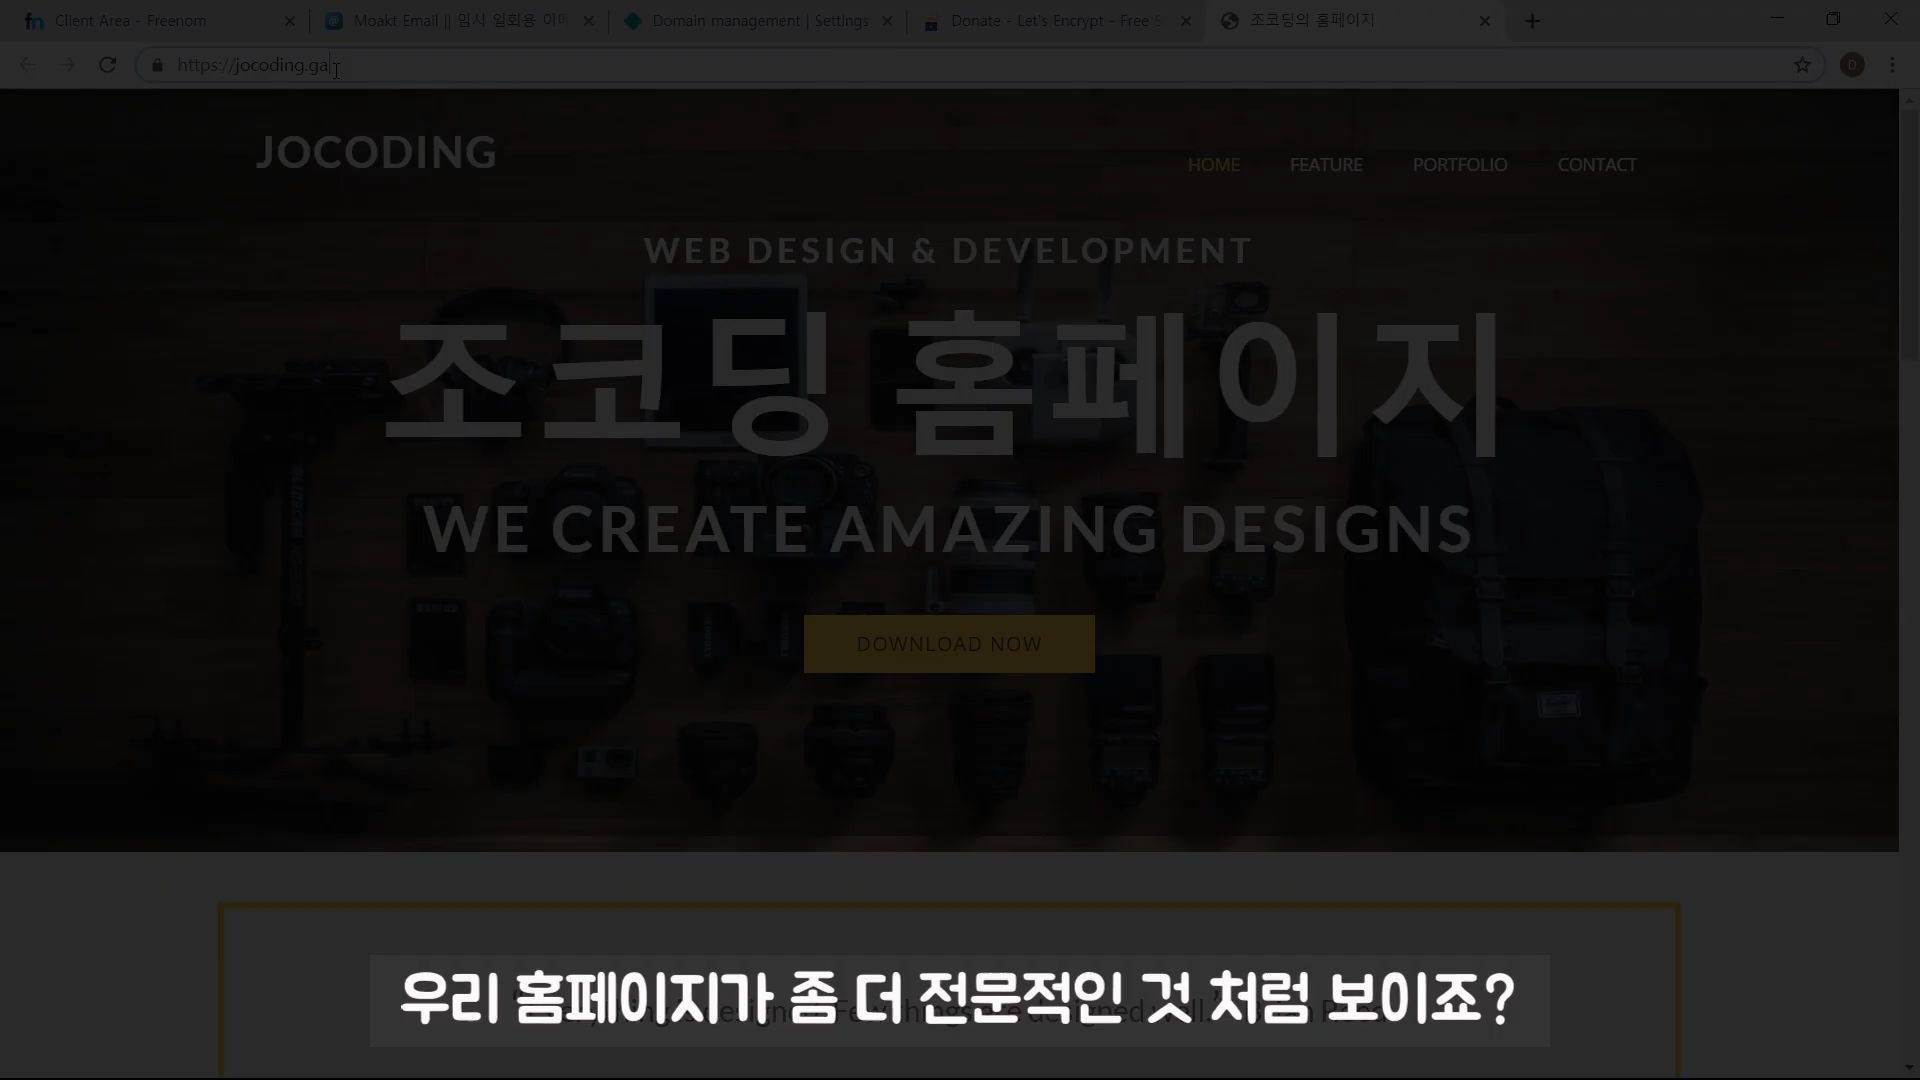 Client Area - Freenom
Moakt Email || 임시 일회용 이메
Domain management | Settings
Donate - Let's Encrypt - Free S
조코딩의 홈페이지
https://jocoding.ga
D
JOCODING
HOME
FEATURE
PORTFOLIO
CONTACT
WEB DESIGN & DEVELOPMENT
조코딩 홈페이지
WE CREATE AMAZING DESIGNS
DOWNLOAD NOW
우리 홈페이지가 좀 더 전문적인 것 처럼 보이죠?